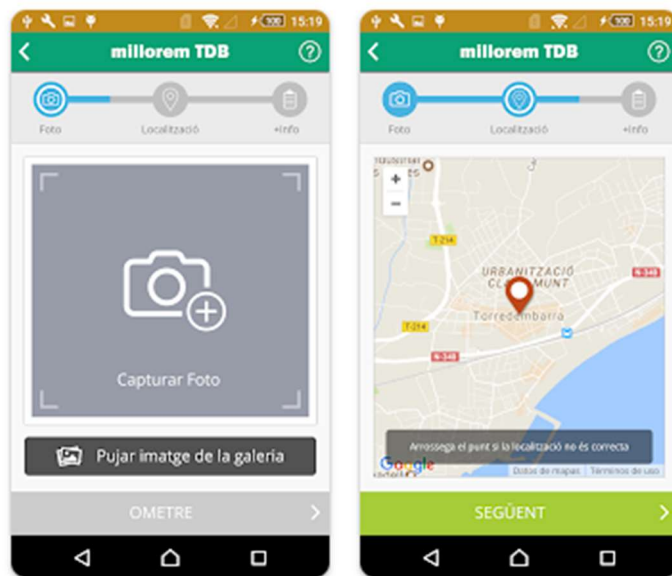 100 15:19
millorem TDB
Foto
Localització
+Info
Capturar Foto
Pujar imatge de la galeria
OMETRE
100 15:19
millorem TDB
Foto
Localització
+Info
T-214
URBANITZACIÓ
N-340
Torredembarra
T-214
N-340
Arrossega el punt si la localització no és correcta
Google
Datos de mapas
Términos de uso
SEGÜENT